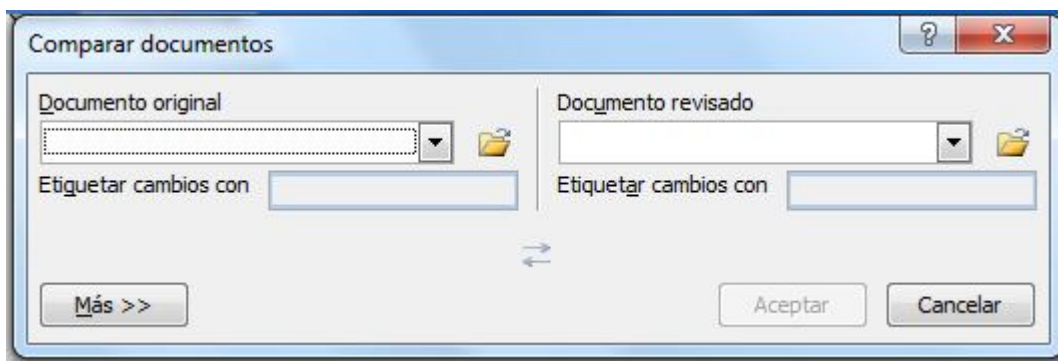 Comparar documentos
Documento original
Documento revisado
Etiquetar cambios con
Etiquetar cambios con
Más >>
Aceptar
Cancelar